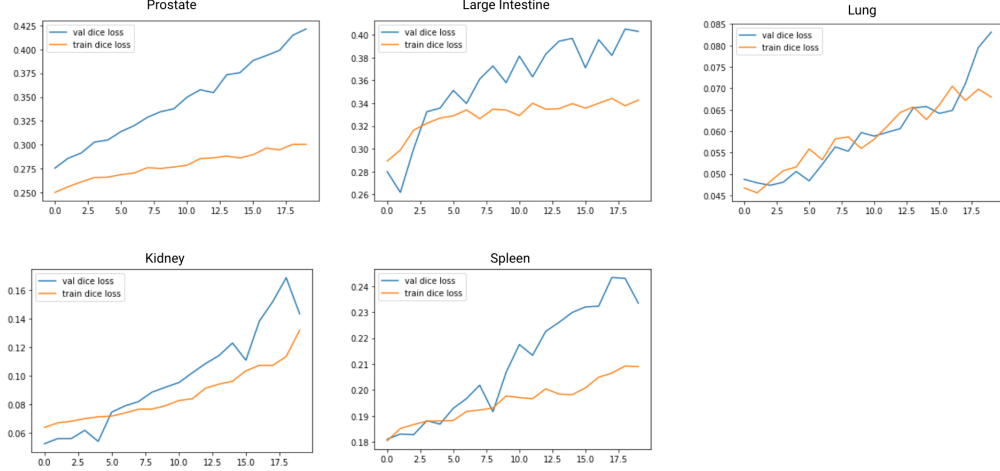 Prostate
val dice loss
train dice loss
0.425
0.400
0.375
0.350
0.325
0.300
0.275
0.250
0.0 2.5 5.0 7.5 10.0 12.5 15.0 17.5
Large Intestine
val dice loss
train dice loss
0.40
0.38
0.36
0.34
0.32
0.30
0.28
0.26
0.0 2.5 5.0 7.5 10.0 12.5 15.0 17.5
Lung
val dice loss
train dice loss
0.085
0.080
0.075
0.070
0.065
0.060
0.055
0.050
0.045
0.0 2.5 5.0 7.5 10.0 12.5 15.0 17.5
Kidney
val dice loss
train dice loss
0.16
0.14
0.12
0.10
0.08
0.06
0.0 2.5 5.0 7.5 10.0 12.5 15.0 17.5
Spleen
val dice loss
train dice loss
0.24
0.23
0.22
0.21
0.20
0.19
0.18
0.0 2.5 5.0 7.5 10.0 12.5 15.0 17.5